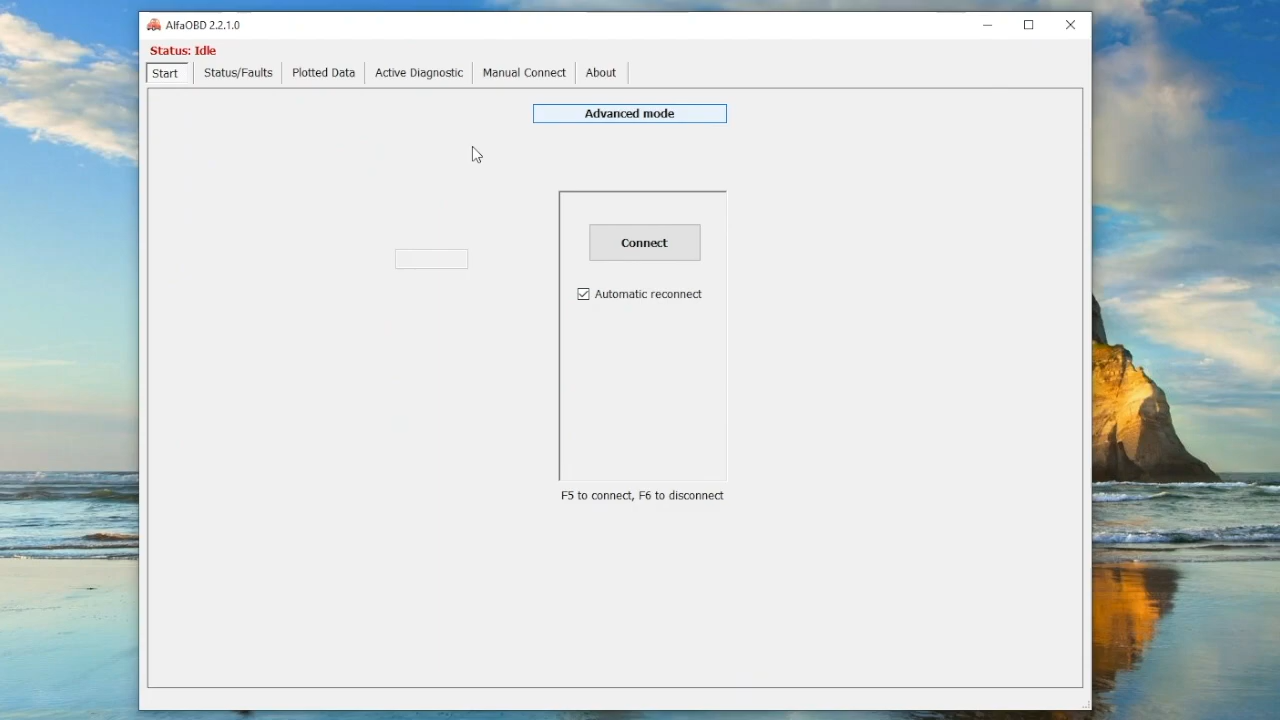 AlfaOBD 2.2.1.0
Status: Idle
Start Status/Faults Plotted Data Active Diagnostic Manual Connect About
Advanced mode
Connect
Automatic reconnect
F5 to connect, F6 to disconnect